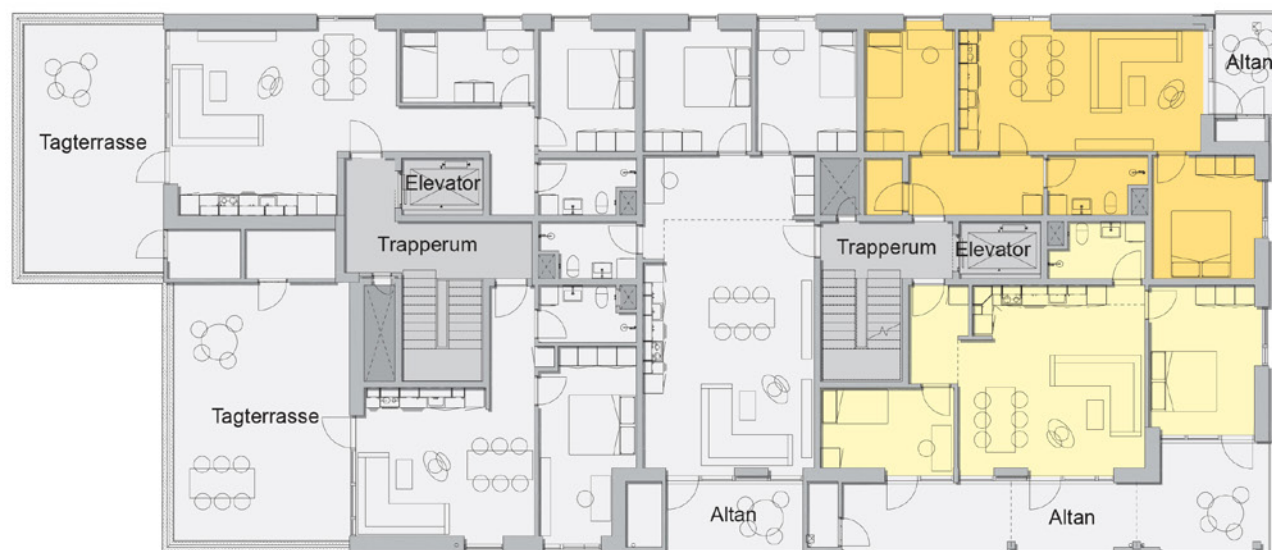 Altan
Tagterrasse
Elevator
Trapperum
Trapperum
Elevator
Tagterrasse
Altan
Altan